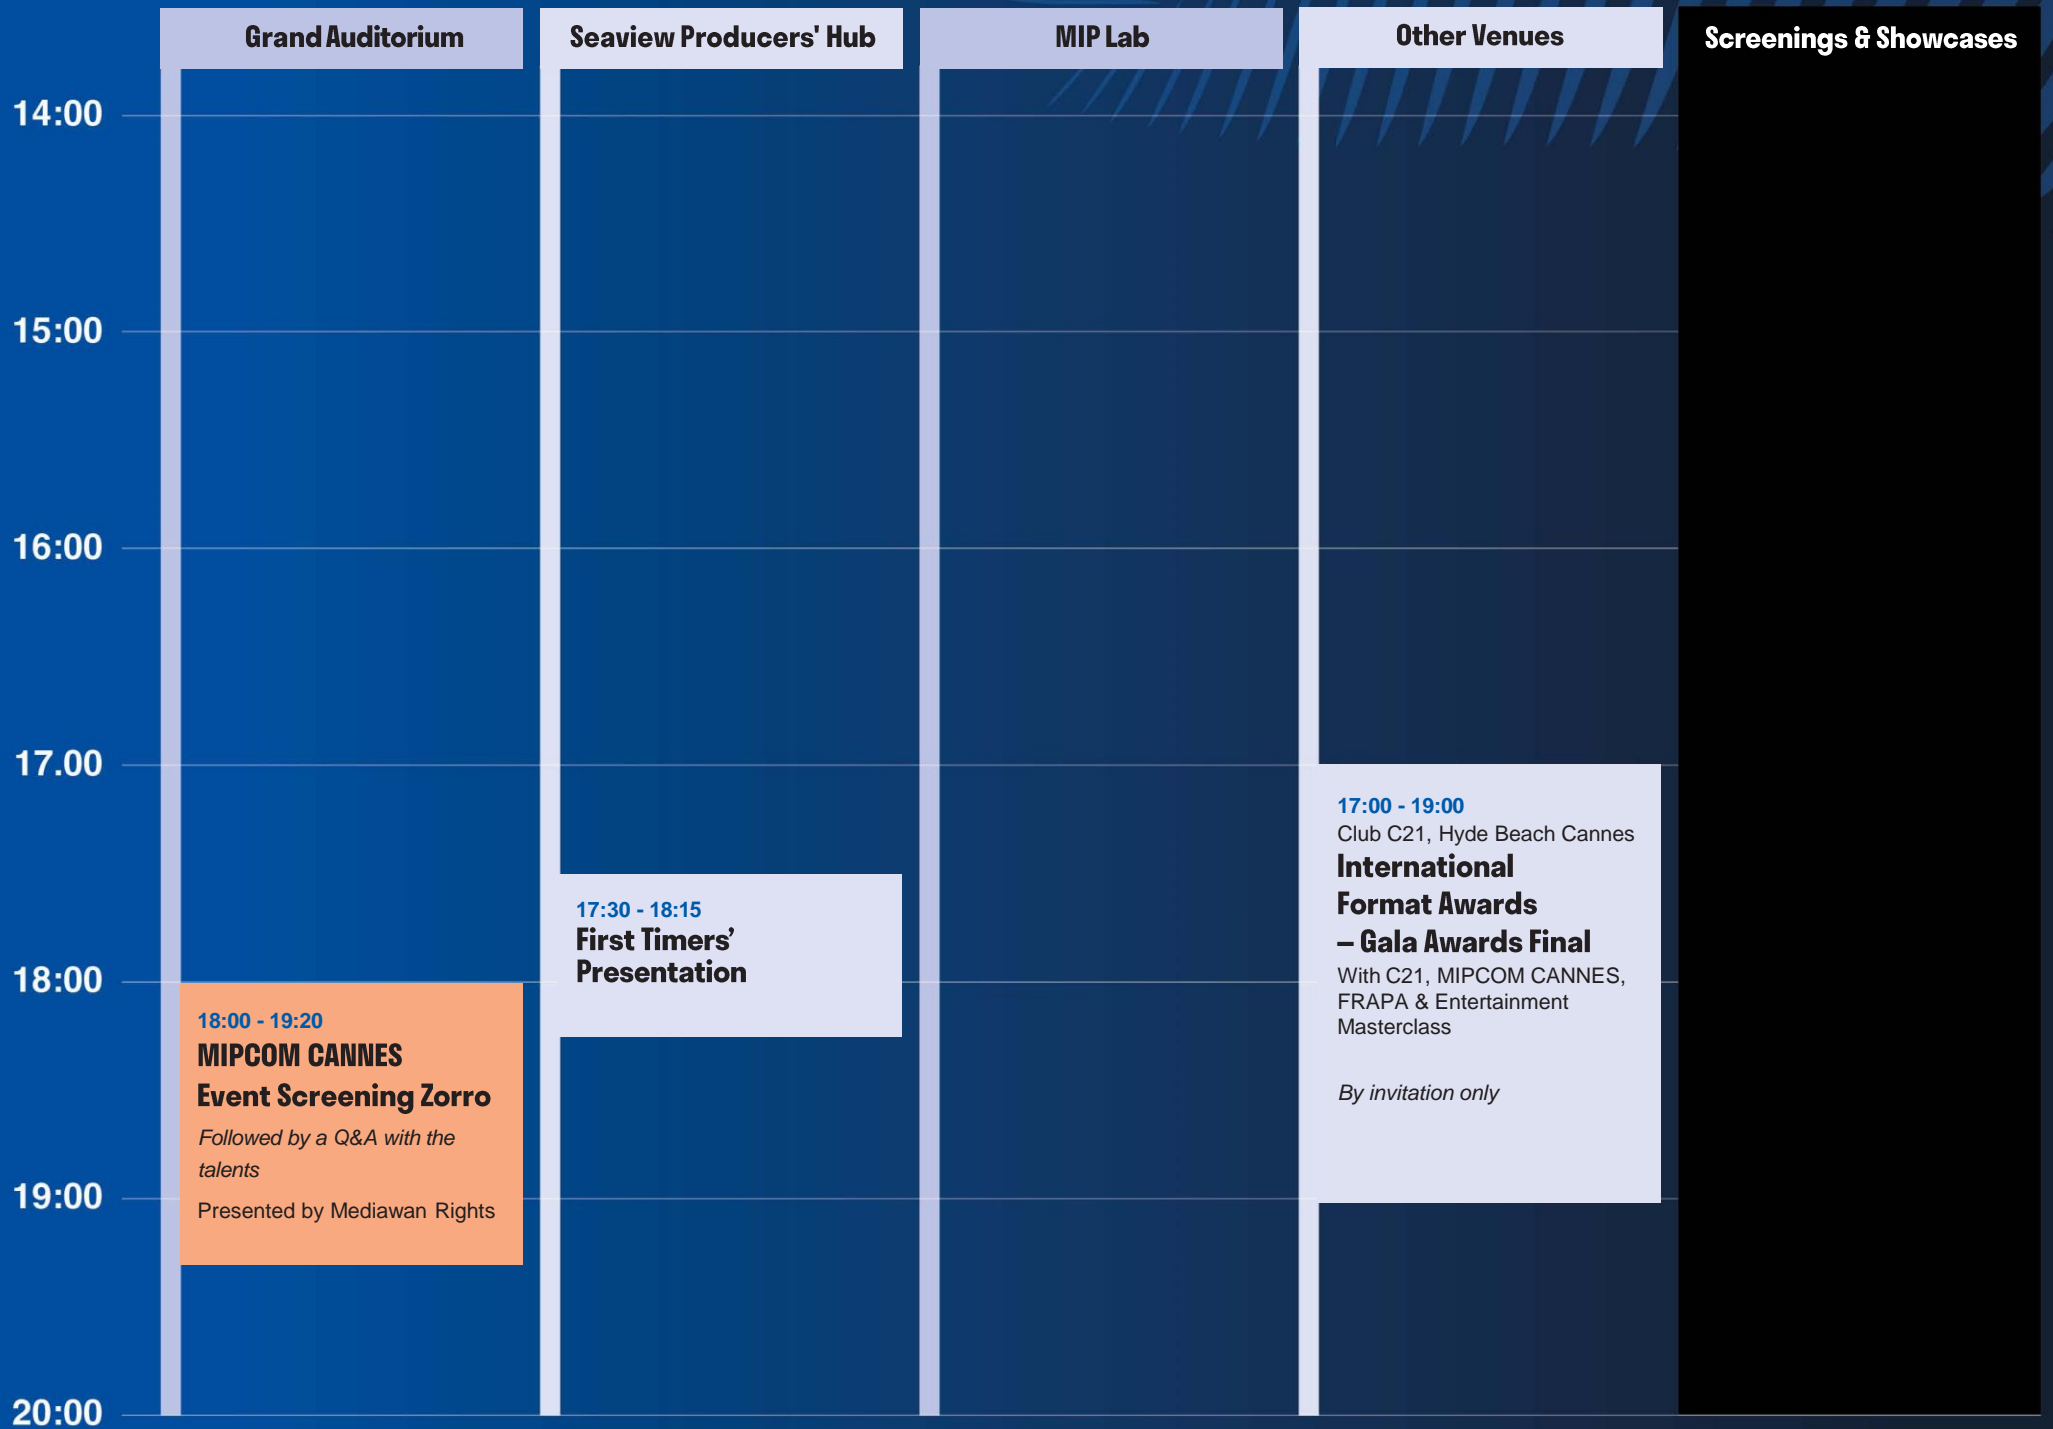 Grand Auditorium
Seaview Producers' Hub
MIP Lab
Other Venues
Screenings & Showcases
14:00
15:00
16:00
17.00
18:00
19:00
20:00
18:00 - 19:20
MIPCOM CANNES
Event Screening Zorro
Followed by a Q&A with the
talents
Presented by Mediawan Rights
17:30 - 18:15
First Timers’
Presentation
17:00 - 19:00
Club C21, Hyde Beach Cannes
International
Format Awards
– Gala Awards Final
With C21, MIPCOM CANNES,
FRAPA & Entertainment
Masterclass
By invitation only